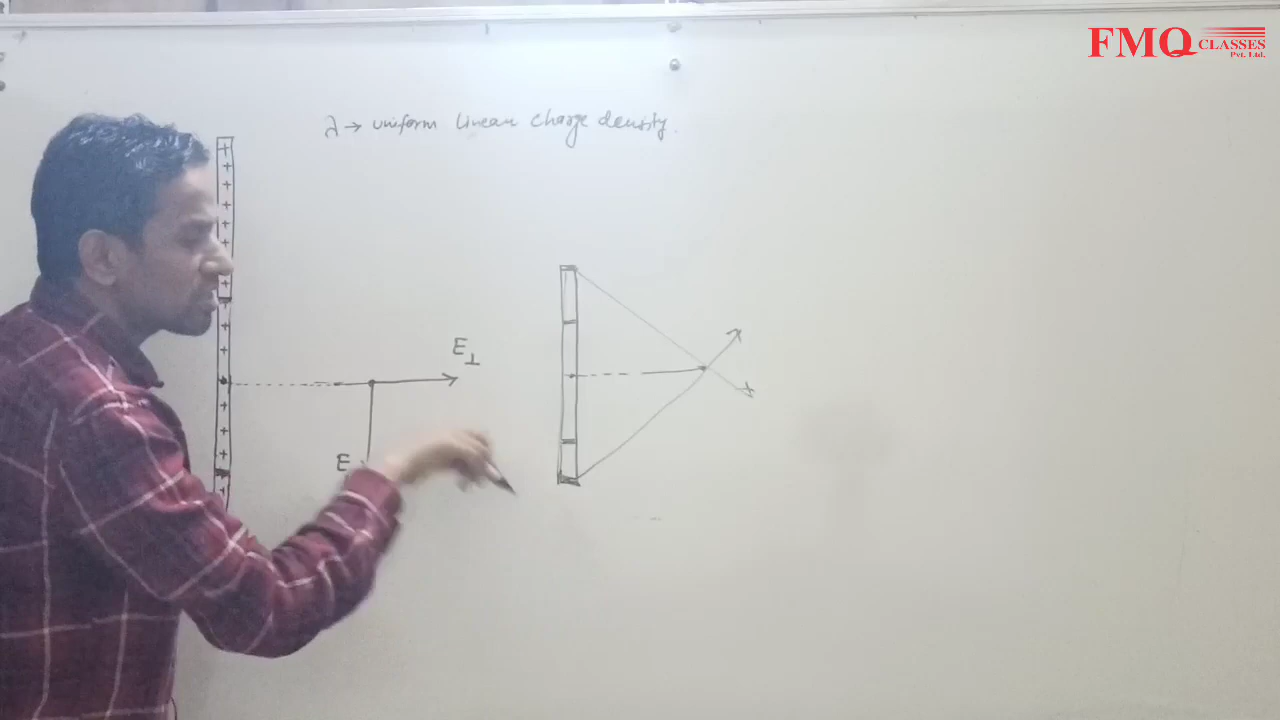 FMQ
CLASSES
Pvt. Ltd.
λ → uniform linear charge density.
E⊥
E